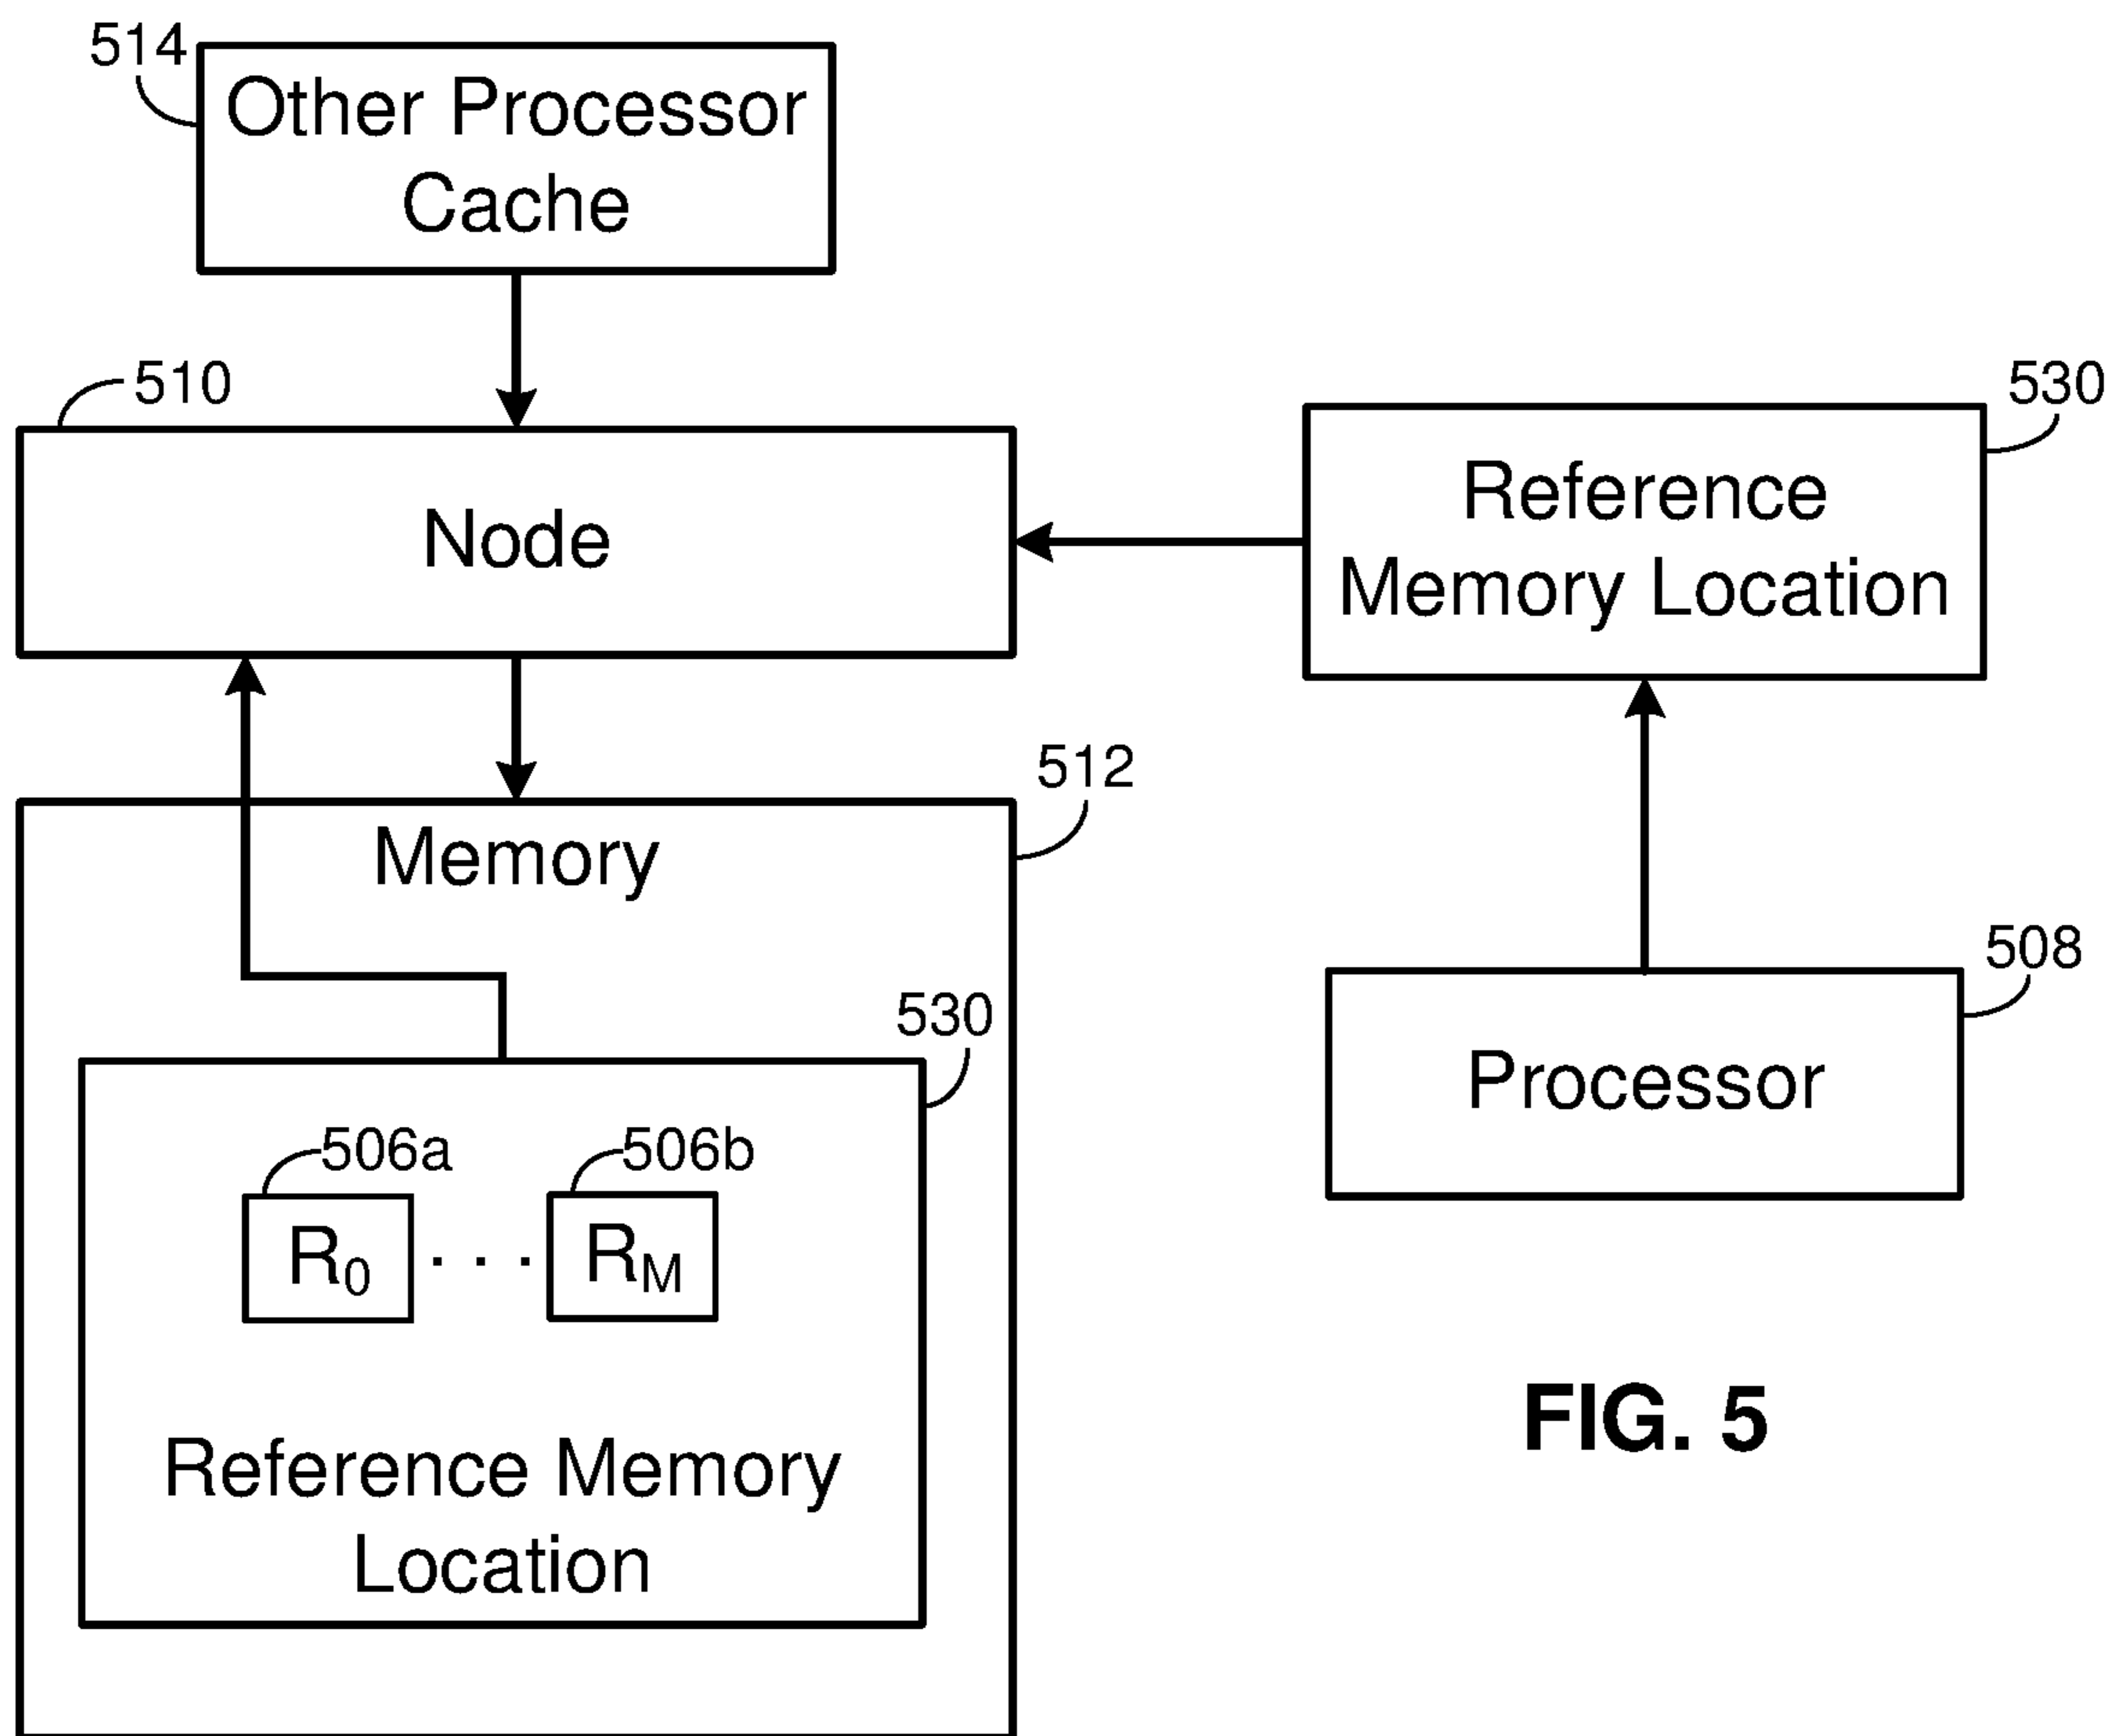 514
Other Processor
Cache
510
Node
530
Reference
Memory Location
512
Memory
508
Processor
530
506a
506b
R0 . . . RM
Reference Memory
Location
FIG. 5